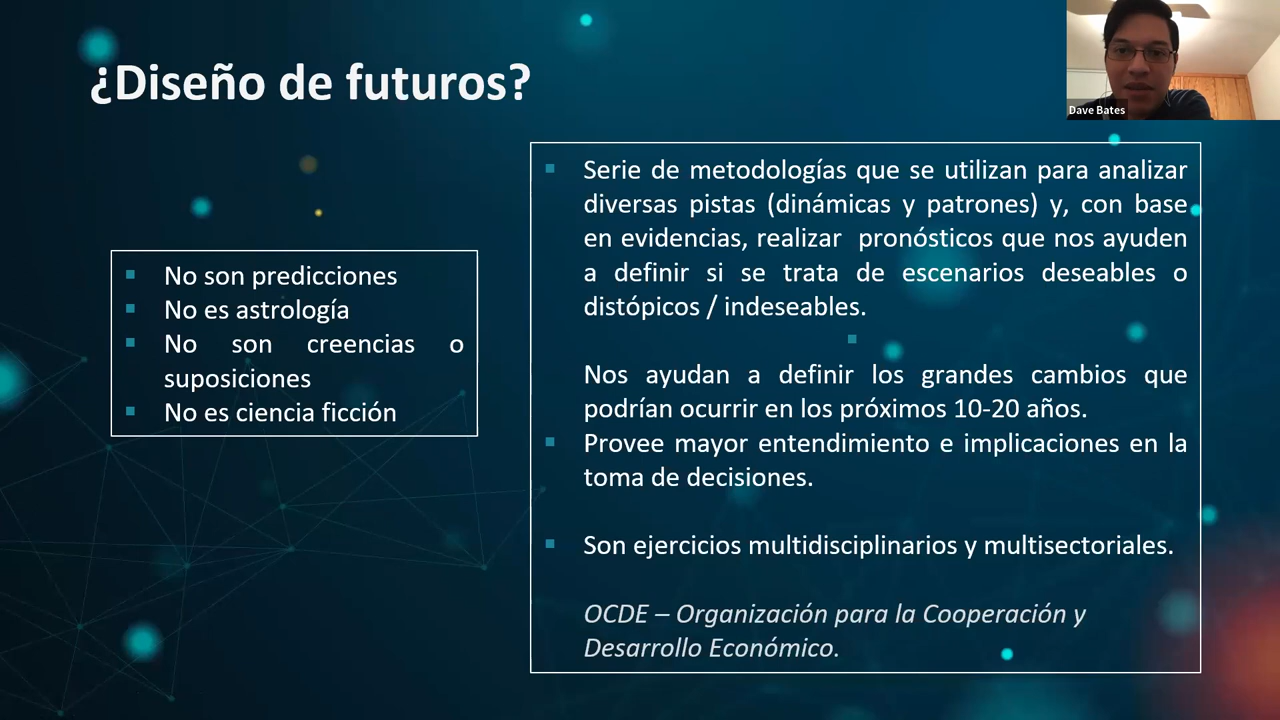 ¿Diseño de futuros?
Dave Bates
No son predicciones
No es astrología
No son creencias o
suposiciones
No es ciencia ficción
Serie de metodologías que se utilizan para analizar
diversas pistas (dinámicas y patrones) y, con base
en evidencias, realizar pronósticos que nos ayuden
a definir si se trata de escenarios deseables o
distópicos / indeseables.
Nos ayudan a definir los grandes cambios que
podrían ocurrir en los próximos 10-20 años.
Provee mayor entendimiento e implicaciones en la
toma de decisiones.
Son ejercicios multidisciplinarios y multisectoriales.
OCDE – Organización para la Cooperación y
Desarrollo Económico.